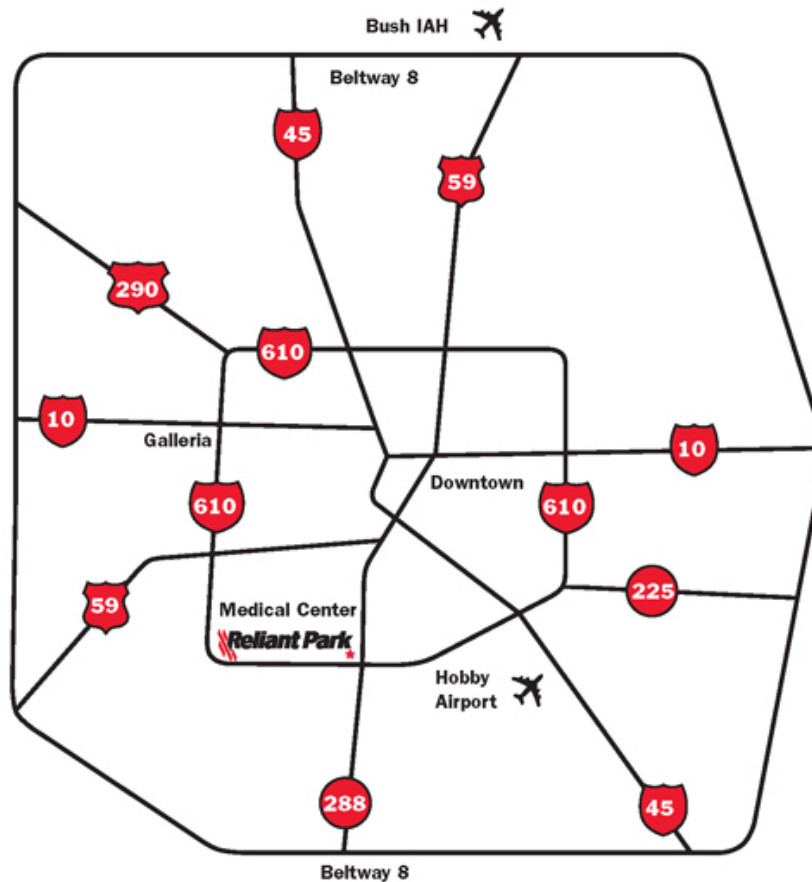 Bush IAH
Beltway 8
45
59
290
610
10
Galleria
10
Downtown
610
610
225
59
Medical Center
Reliant Park
Hobby
Airport
288
45
Beltway 8